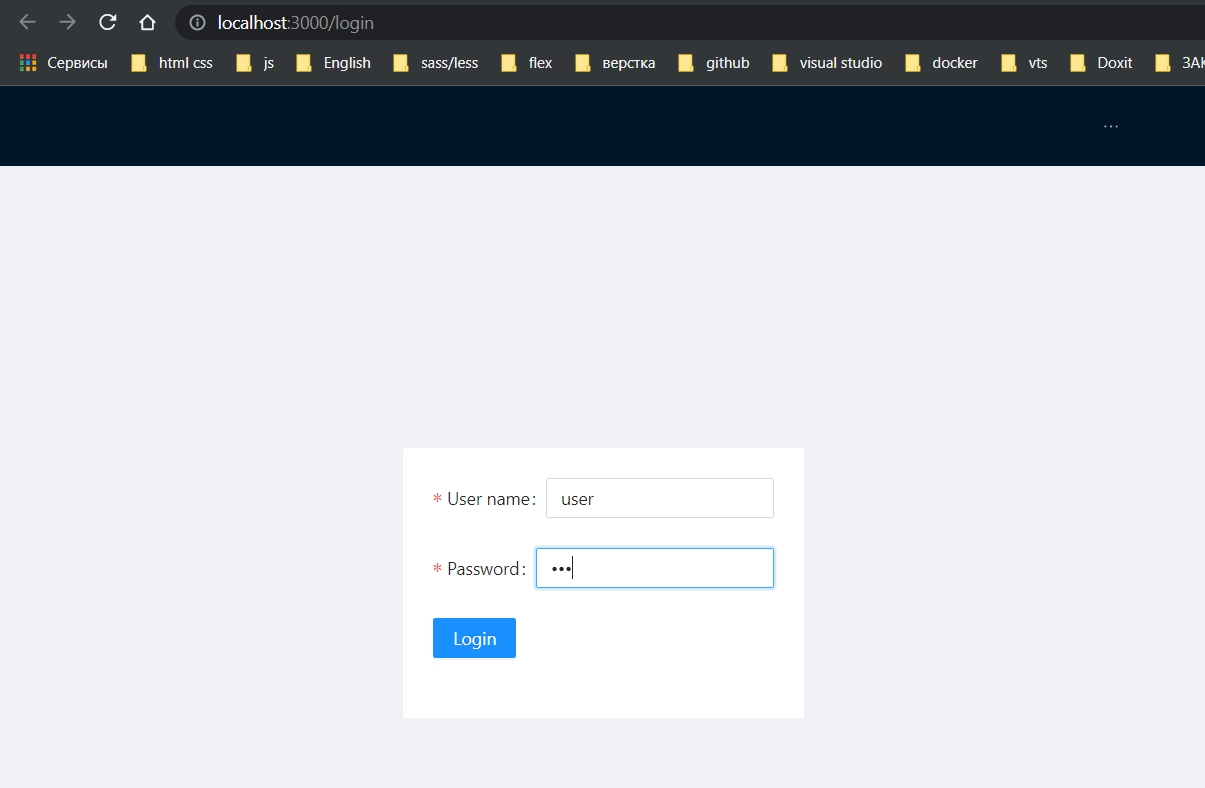 localhost:3000/login
Сервисы html css js English sass/less flex верстка github visual studio docker vts Doxit
...
* User name: user
* Password: •••
Login